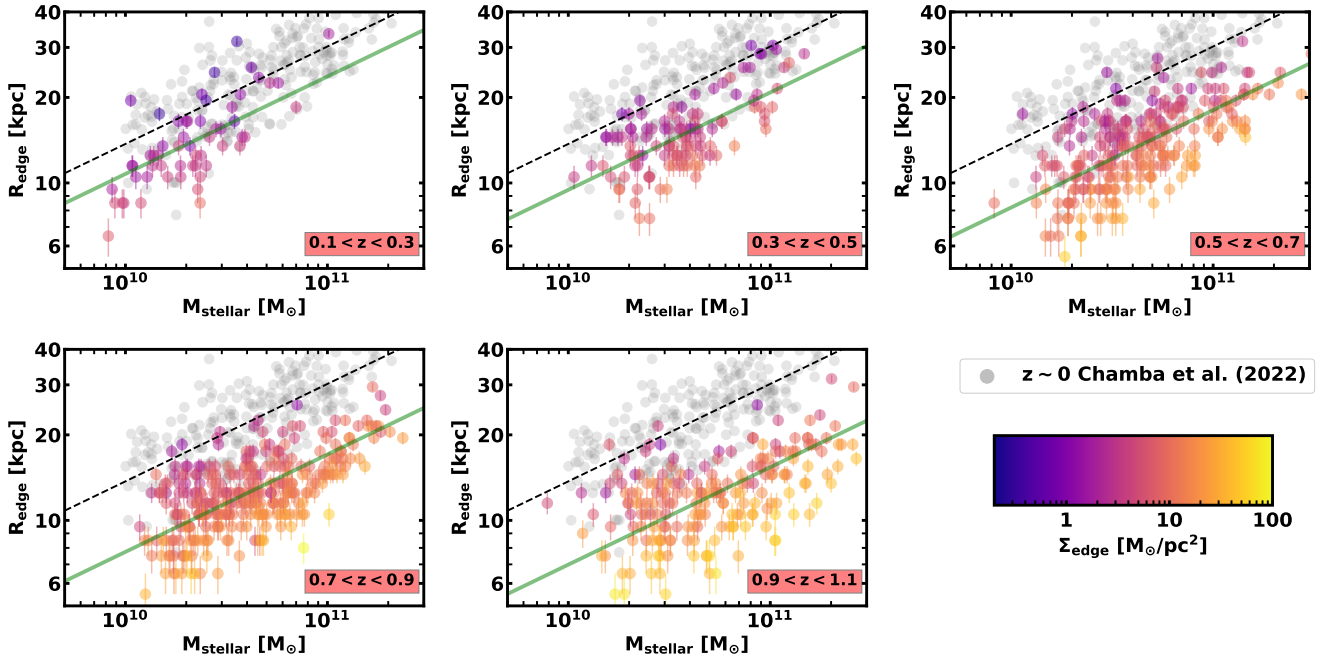 40
30
20
10
6
R_edge [kpc]
0.1 < z < 0.3
10^10 10^11
M_stellar [M_⊙]
40
30
20
10
6
R_edge [kpc]
0.3 < z < 0.5
10^10 10^11
M_stellar [M_⊙]
40
30
20
10
6
R_edge [kpc]
0.5 < z < 0.7
10^10 10^11
M_stellar [M_⊙]
40
30
20
10
6
R_edge [kpc]
0.7 < z < 0.9
10^10 10^11
M_stellar [M_⊙]
40
30
20
10
6
R_edge [kpc]
0.9 < z < 1.1
10^10 10^11
M_stellar [M_⊙]
z ~ 0 Chamba et al. (2022)
1 10 100
Σ_edge [M_⊙/pc^2]